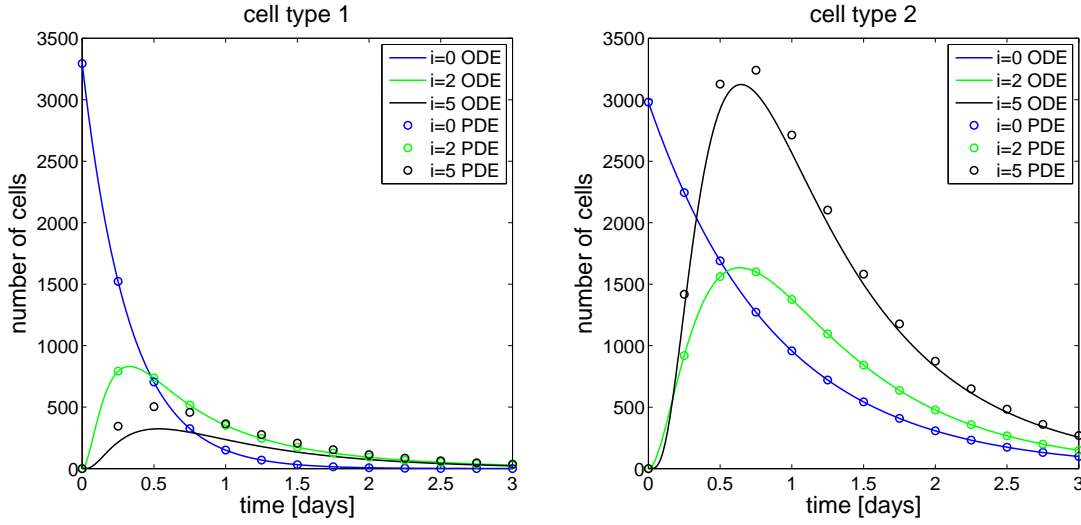 cell type 1
3500
3000
2500
2000
1500
1000
500
0
number of cells
0 0.5 1 1.5 2 2.5 3
time [days]
i=0 ODE
i=2 ODE
i=5 ODE
i=0 PDE
i=2 PDE
i=5 PDE
cell type 2
3500
3000
2500
2000
1500
1000
500
0
number of cells
0 0.5 1 1.5 2 2.5 3
time [days]
i=0 ODE
i=2 ODE
i=5 ODE
i=0 PDE
i=2 PDE
i=5 PDE